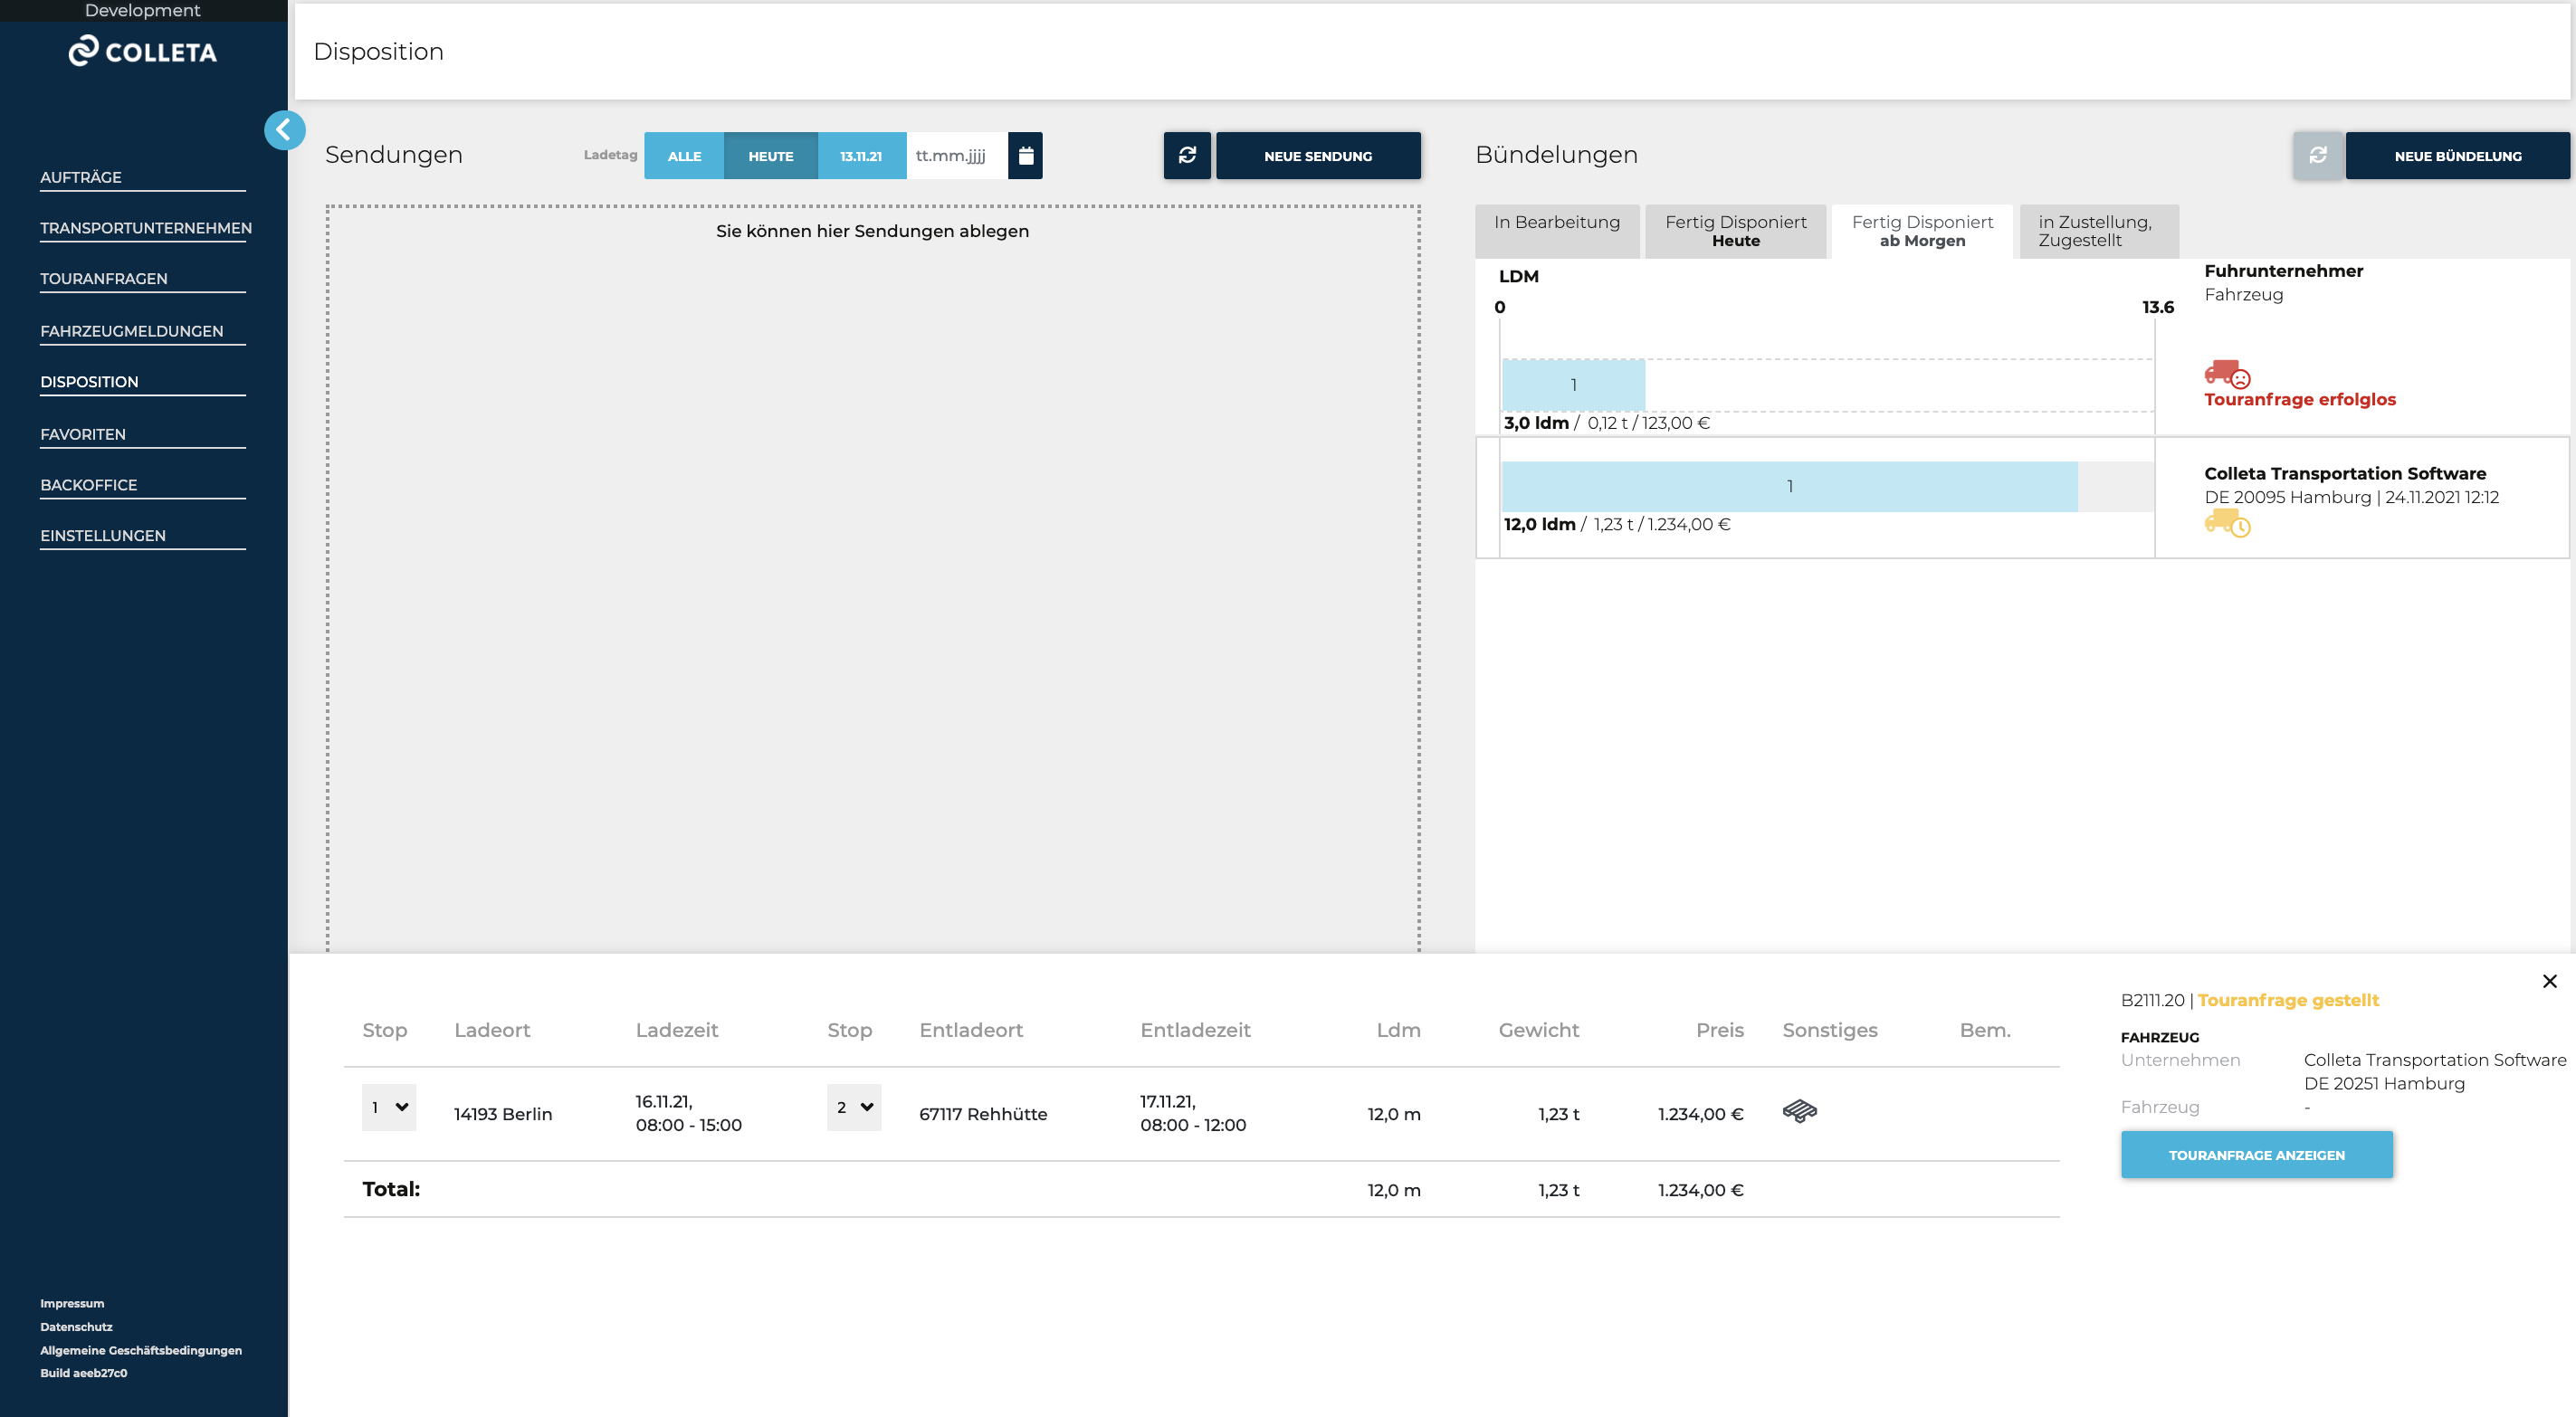 Development
COLLETA
AUFTRÄGE
TRANSPORTUNTERNEHMEN
TOURANFRAGEN
FAHRZEUGMELDUNGEN
DISPOSITION
FAVORITEN
BACKOFFICE
EINSTELLUNGEN
Impressum
Datenschutz
Allgemeine Geschäftsbedingungen
Build aeeb27c0
Disposition
Sendungen
Ladetag
ALLE
HEUTE
13.11.21
tt.mm.jjjj
NEUE SENDUNG
Sie können hier Sendungen ablegen
Bündelungen
NEUE BÜNDELUNG
In Bearbeitung
Fertig Disponiert
Heute
Fertig Disponiert
ab Morgen
in Zustellung,
Zugestellt
LDM
0
13.6
Fuhrunternehmer
Fahrzeug
1
3,0 ldm / 0,12 t / 123,00 €
Touranfrage erfolglos
1
12,0 ldm / 1,23 t / 1.234,00 €
Colleta Transportation Software
DE 20095 Hamburg | 24.11.2021 12:12
Stop Ladeort Ladezeit Stop Entladeort Entladezeit Ldm Gewicht Preis Sonstiges Bem.
1 14193 Berlin 16.11.21, 08:00 - 15:00 2 67117 Rehhütte 17.11.21, 08:00 - 12:00 12,0 m 1,23 t 1.234,00 €
Total: 12,0 m 1,23 t 1.234,00 €
B2111.20 | Touranfrage gestellt
FAHRZEUG
Unternehmen Colleta Transportation Software
DE 20251 Hamburg
Fahrzeug -
TOURANFRAGE ANZEIGEN